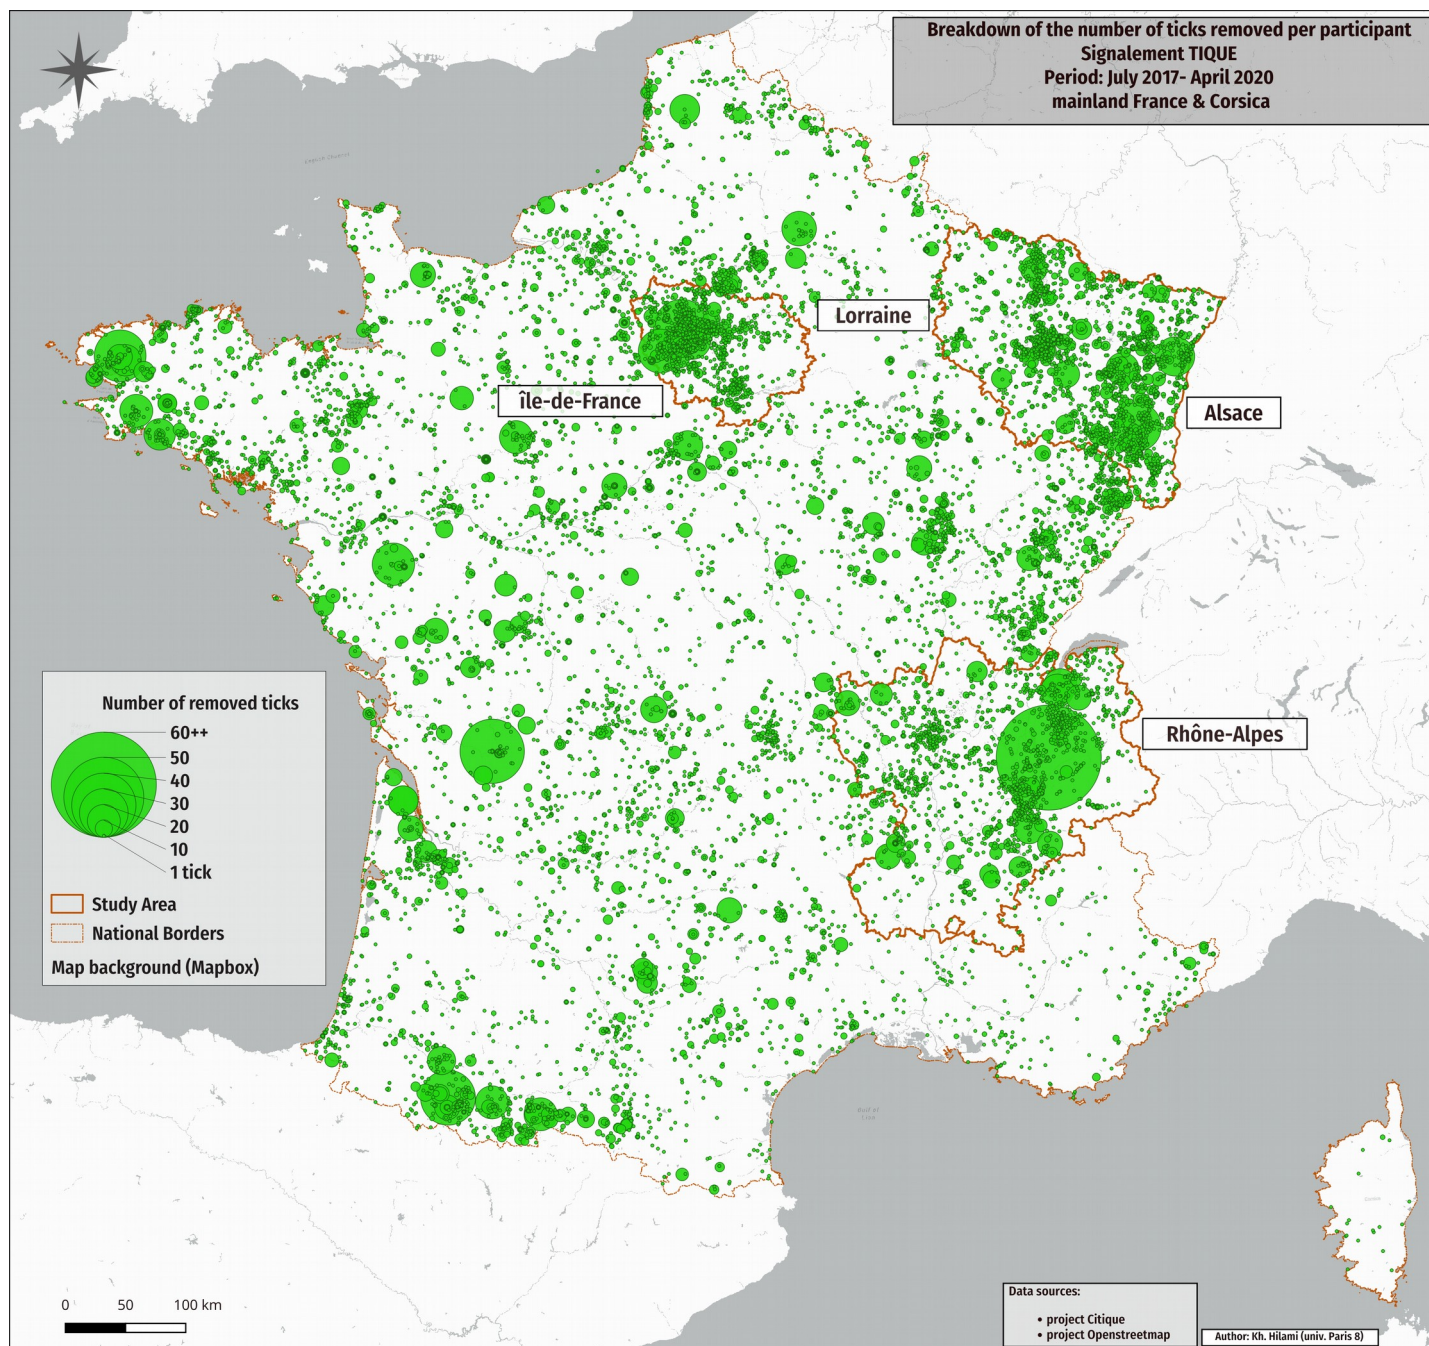 Breakdown of the number of ticks removed per participant
Signalement TIQUE
Period: July 2017- April 2020
mainland France & Corsica
English Channel
Lorraine
île-de-France
Alsace
Rhône-Alpes
Number of removed ticks
60++
50
40
30
20
10
1 tick
Study Area
National Borders
Map background (Mapbox)
0 50 100 km
Data sources:
• project Citique
• project Openstreetmap
Author: Kh. Hilami (univ. Paris 8)